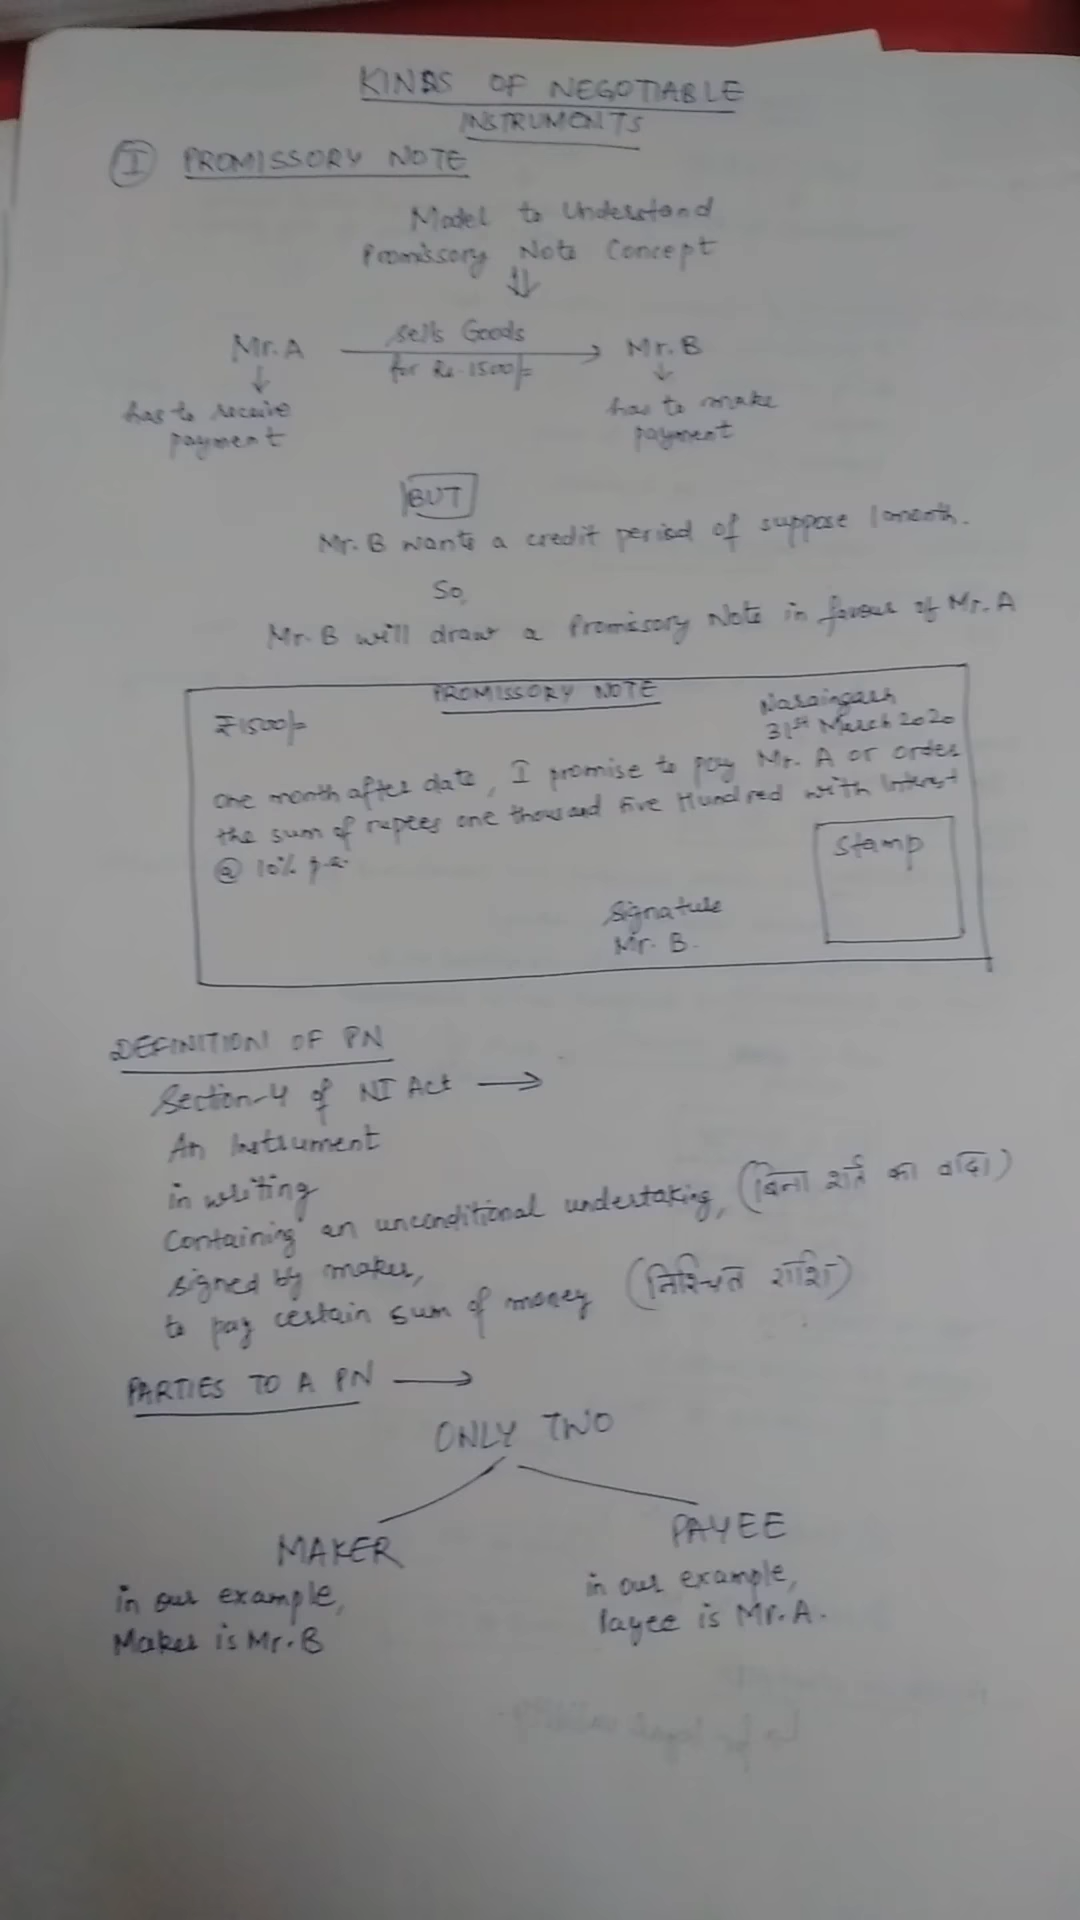 KINDS OF NEGOTIABLE
INSTRUMENTS
I PROMISSORY NOTE
Model to Understand
Promissory Note Concept
Mr. A sells Goods Mr. B
for Rs. 1500/-
has to receive
payment
has to make
payment
BUT
Mr. B wants a credit period of suppose 1 month.
So,
Mr. B will draw a Promissory Note in favour of Mr. A
PROMISSORY NOTE
₹1500/-
Naraingarh
31st March 2020
one month after date, I promise to pay Mr. A or order
the sum of rupees one thousand Five Hundred with Interest
@ 10% p.a.
Stamp
Signature
Mr. B.
DEFINITION OF PN
Section-4 of NI Act →
An Instrument
in writing
Containing an unconditional undertaking, (बिना शर्त का वादा)
signed by maker,
to pay certain sum of money (निश्चित राशि)
PARTIES TO A PN →
ONLY TWO
MAKER
PAYEE
in our example,
Maker is Mr. B
in our example,
Payee is Mr. A.